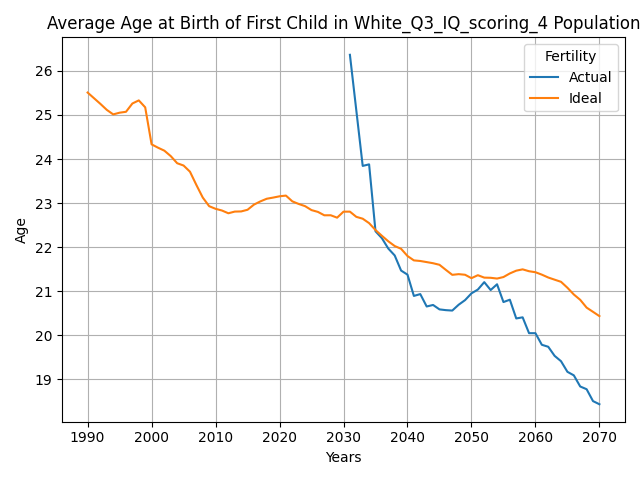 Average Age at Birth of First Child in White_Q3_IQ_scoring_4 Population
Fertility
Actual
Ideal
26
25
24
23
22
21
20
19
Age
1990 2000 2010 2020 2030 2040 2050 2060 2070
Years